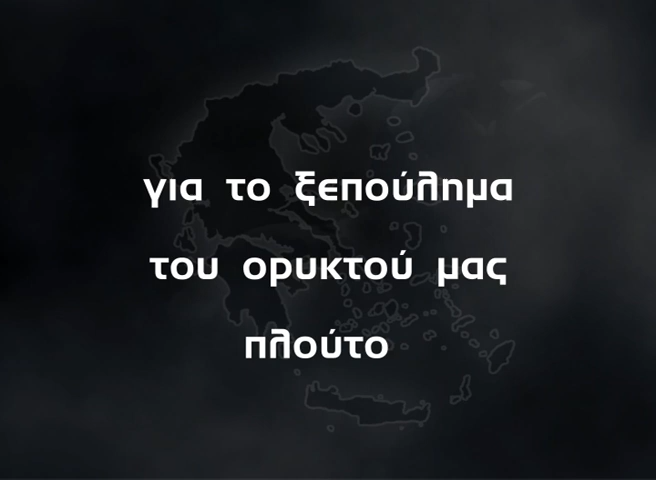 για το ξεπούλημα
του ορυκτού μας
πλούτο